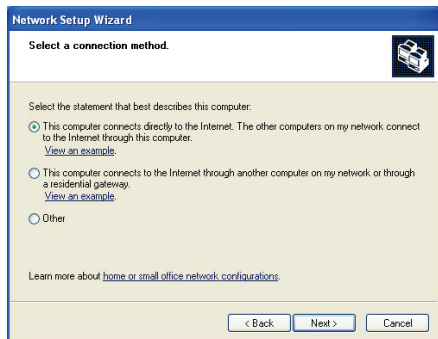 Network Setup Wizard
Select a connection method.
Select the statement that best describes this computer:
This computer connects directly to the Internet. The other computers on my network connect
to the Internet through this computer.
View an example.
This computer connects to the Internet through another computer on my network or through
a residential gateway.
View an example.
Other
Learn more about home or small office network configurations.
< Back Next > Cancel